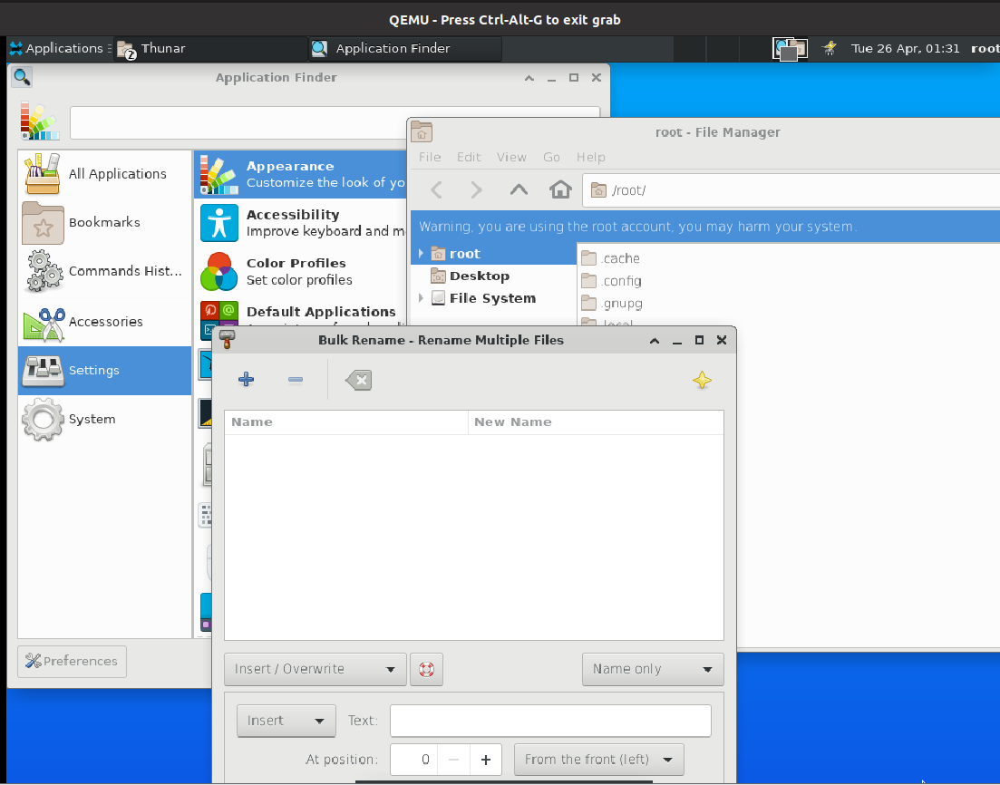 QEMU - Press Ctrl-Alt-G to exit grab
Applications
2
Thunar
Application Finder
Tue 26 Apr, 01:31
root
Application Finder
root - File Manager
File Edit View Go Help
/root/
Warning, you are using the root account, you may harm your system.
All Applications
Bookmarks
Commands Hist...
Accessories
Settings
System
Preferences
Appearance
Customize the look of yo
Accessibility
Improve keyboard and m
Color Profiles
Set color profiles
Default Applications
root
Desktop
File System
.cache
.config
.gnupg
.local
Bulk Rename - Rename Multiple Files
Name
New Name
Insert / Overwrite
Name only
Insert
Text:
At position:
0
From the front (left)